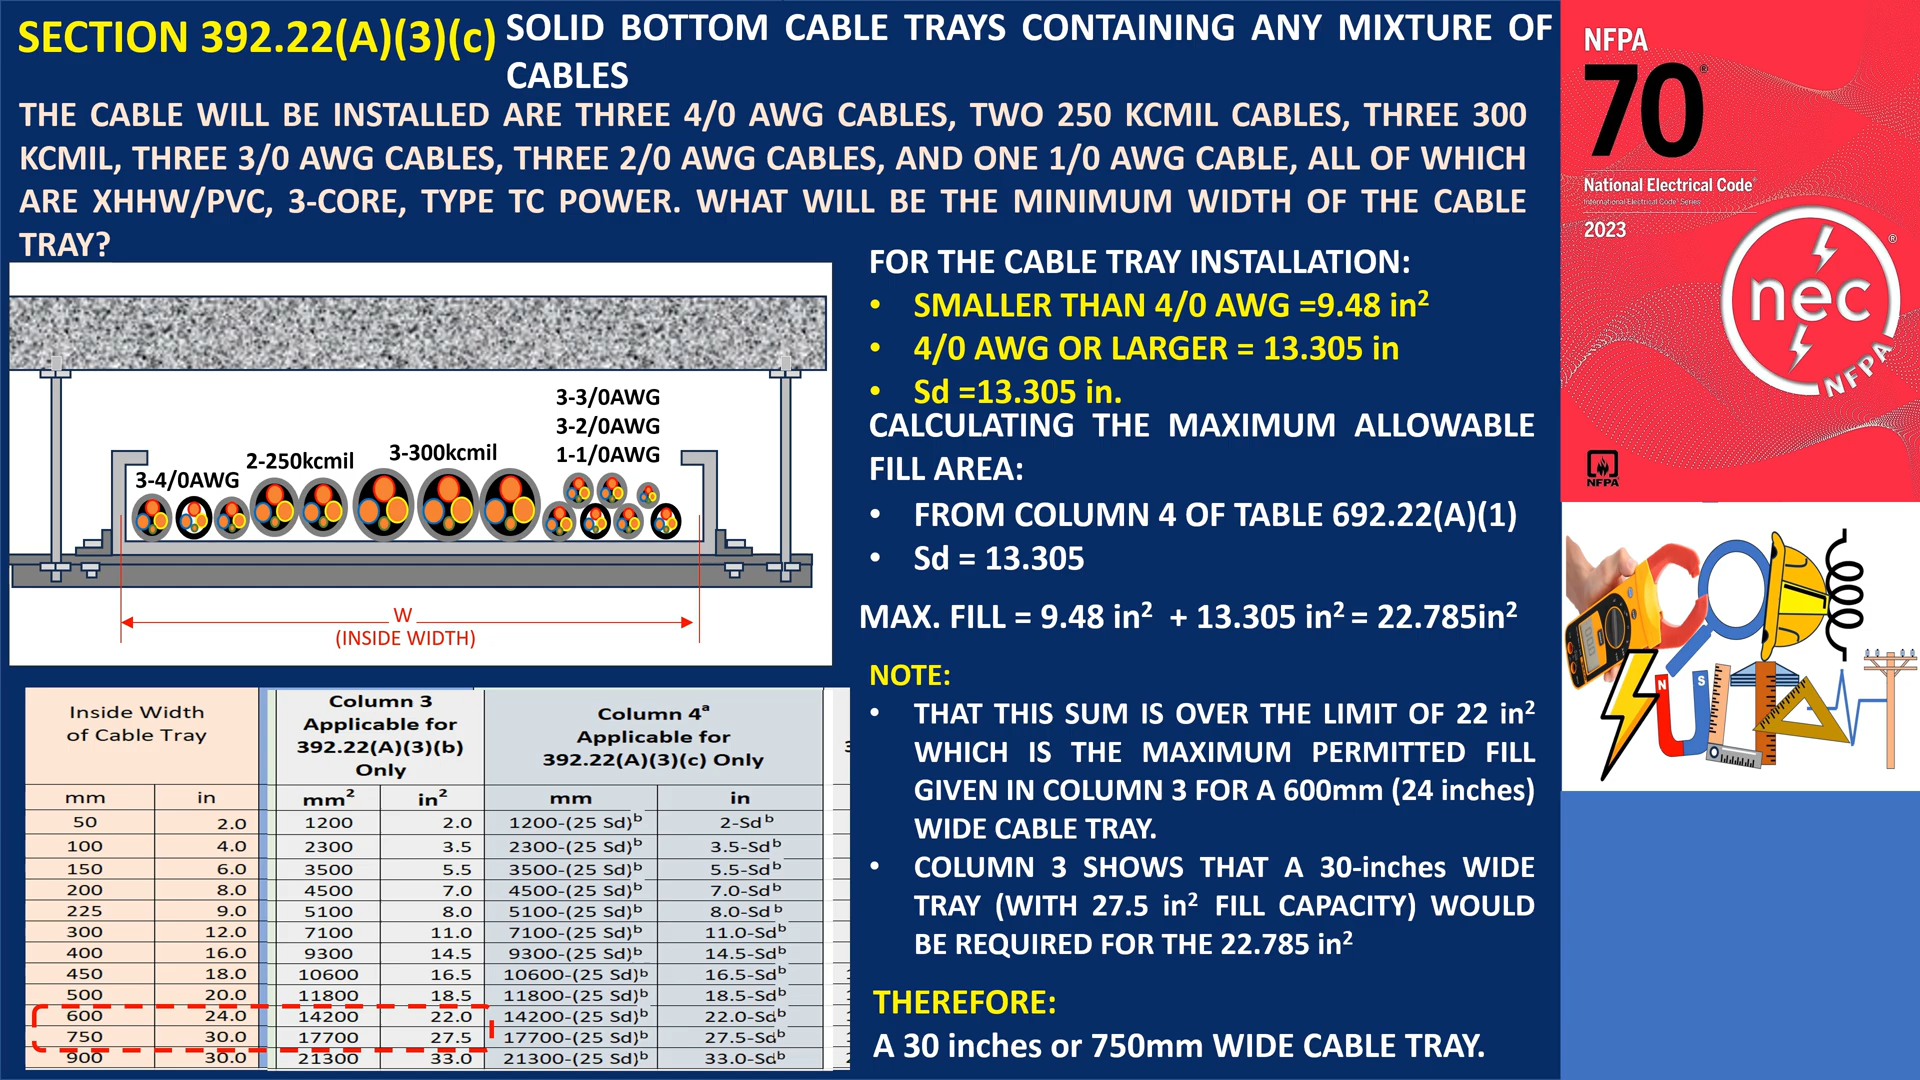 SECTION 392.22(A)(3)(c) SOLID BOTTOM CABLE TRAYS CONTAINING ANY MIXTURE OF
CABLES
THE CABLE WILL BE INSTALLED ARE THREE 4/0 AWG CABLES, TWO 250 KCMIL CABLES, THREE 300
KCMIL, THREE 3/0 AWG CABLES, THREE 2/0 AWG CABLES, AND ONE 1/0 AWG CABLE, ALL OF WHICH
ARE XHHW/PVC, 3-CORE, TYPE TC POWER. WHAT WILL BE THE MINIMUM WIDTH OF THE CABLE
TRAY?
3-3/0AWG
3-2/0AWG
1-1/0AWG
3-300kcmil
2-250kcmil
3-4/0AWG
W
(INSIDE WIDTH)
Inside Width
of Cable Tray
Column 3
Applicable for
392.22(A)(3)(b)
Only
Column 4ª
Applicable for
392.22(A)(3)(c) Only
mm in mm² in² mm in
50 2.0 1200 2.0 1200-(25 Sd)ᵇ 2-Sdᵇ
100 4.0 2300 3.5 2300-(25 Sd)ᵇ 3.5-Sdᵇ
150 6.0 3500 5.5 3500-(25 Sd)ᵇ 5.5-Sdᵇ
200 8.0 4500 7.0 4500-(25 Sd)ᵇ 7.0-Sdᵇ
225 9.0 5100 8.0 5100-(25 Sd)ᵇ 8.0-Sdᵇ
300 12.0 7100 11.0 7100-(25 Sd)ᵇ 11.0-Sdᵇ
400 16.0 9300 14.5 9300-(25 Sd)ᵇ 14.5-Sdᵇ
450 18.0 10600 16.5 10600-(25 Sd)ᵇ 16.5-Sdᵇ
500 20.0 11800 18.5 11800-(25 Sd)ᵇ 18.5-Sdᵇ
600 24.0 14200 22.0 14200-(25 Sd)ᵇ 22.0-Sdᵇ
750 30.0 17700 27.5 17700-(25 Sd)ᵇ 27.5-Sdᵇ
900 30.0 21300 33.0 21300-(25 Sd)ᵇ 33.0-Sdᵇ
FOR THE CABLE TRAY INSTALLATION:
• SMALLER THAN 4/0 AWG =9.48 in²
• 4/0 AWG OR LARGER = 13.305 in
• Sd =13.305 in.
CALCULATING THE MAXIMUM ALLOWABLE
FILL AREA:
• FROM COLUMN 4 OF TABLE 692.22(A)(1)
• Sd = 13.305
MAX. FILL = 9.48 in² + 13.305 in² = 22.785in²
NOTE:
• THAT THIS SUM IS OVER THE LIMIT OF 22 in²
WHICH IS THE MAXIMUM PERMITTED FILL
GIVEN IN COLUMN 3 FOR A 600mm (24 inches)
WIDE CABLE TRAY.
• COLUMN 3 SHOWS THAT A 30-inches WIDE
TRAY (WITH 27.5 in² FILL CAPACITY) WOULD
BE REQUIRED FOR THE 22.785 in²
THEREFORE:
A 30 inches or 750mm WIDE CABLE TRAY.
NFPA
70®
National Electrical Code®
International Electrical Code® Series
2023
nec®
NFPA
NFPA
N S